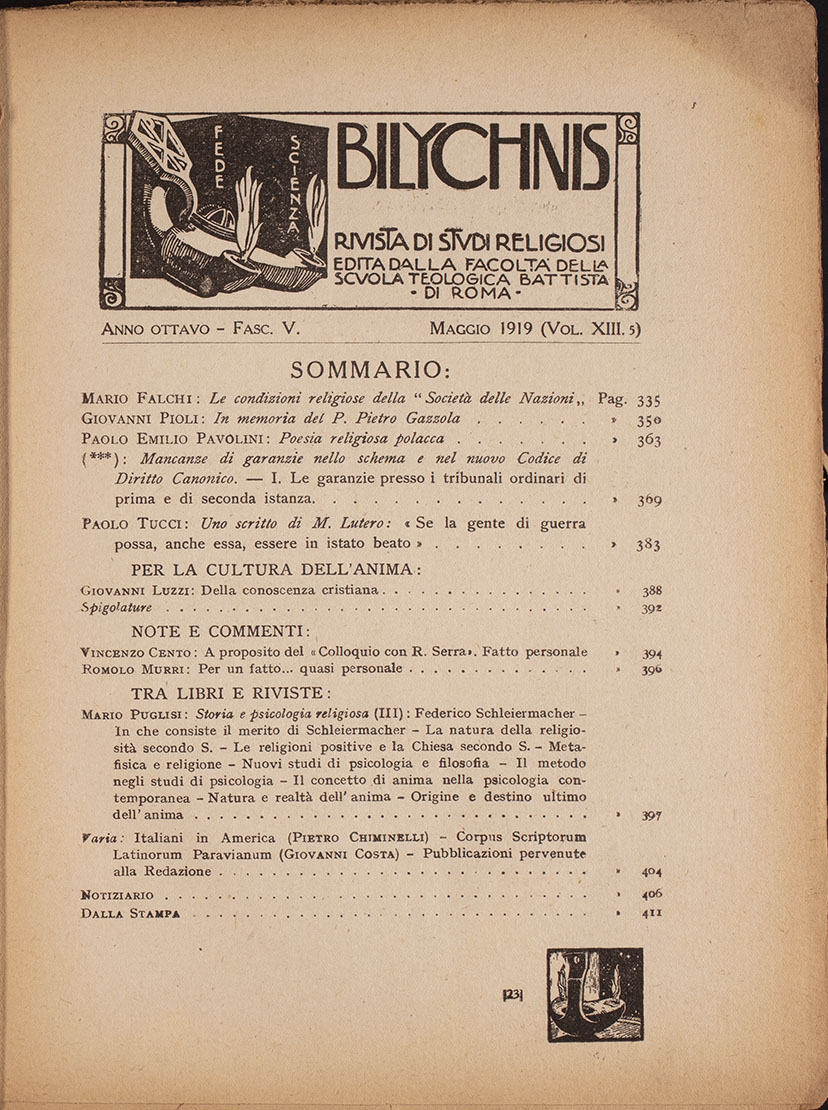 FEDE
SCIENZA
BILYCHNIS
RIVISTA DI STVDI RELIGIOSI
EDITA DALLA FACOLTA' DELLA
SCVOLA TEOLOGICA BATTISTA
· DI ROMA ·
ANNO OTTAVO - FASC. V.    MAGGIO 1919 (VOL. XIII. 5)
SOMMARIO:
MARIO FALCHI: Le condizioni religiose della “ Società delle Nazioni „ Pag. 335
GIOVANNI PIOLI: In memoria del P. Pietro Gazzola . . . . . . » 350
PAOLO EMILIO PAVOLINI: Poesia religiosa polacca . . . . . . . » 363
(***): Mancanze di garanzie nello schema e nel nuovo Codice di
Diritto Canonico. — I. Le garanzie presso i tribunali ordinari di
prima e di seconda istanza. . . . . . . . . . . . . . » 369
PAOLO TUCCI: Uno scritto di M. Lutero: « Se la gente di guerra
possa, anche essa, essere in istato beato » . . . . . . . . » 383
PER LA CULTURA DELL'ANIMA:
GIOVANNI LUZZI: Della conoscenza cristiana . . . . . . . . . . . . . . . » 388
Spigolature . . . . . . . . . . . . . . . . . . . . . . . . . . . . . . » 392
NOTE E COMMENTI:
VINCENZO CENTO: A proposito del «Colloquio con R. Serra». Fatto personale » 394
ROMOLO MURRI: Per un fatto... quasi personale . . . . . . . . . . . . . » 396
TRA LIBRI E RIVISTE:
MARIO PUGLISI: Storia e psicologia religiosa (III): Federico Schleiermacher –
In che consiste il merito di Schleiermacher – La natura della religio-
sità secondo S. – Le religioni positive e la Chiesa secondo S. – Meta-
fisica e religione – Nuovi studi di psicologia e filosofia – Il metodo
negli studi di psicologia – Il concetto di anima nella psicologia con-
temporanea – Natura e realtà dell' anima – Origine e destino ultimo
dell' anima . . . . . . . . . . . . . . . . . . . . . . . . . . . . » 397
Varia: Italiani in America (PIETRO CHIMINELLI) – Corpus Scriptorum
Latinorum Paravianum (GIOVANNI COSTA) – Pubblicazioni pervenute
alla Redazione . . . . . . . . . . . . . . . . . . . . . . . . . . » 404
NOTIZIARIO . . . . . . . . . . . . . . . . . . . . . . . . . . . . . . » 406
DALLA STAMPA . . . . . . . . . . . . . . . . . . . . . . . . . . . . » 411
[23]